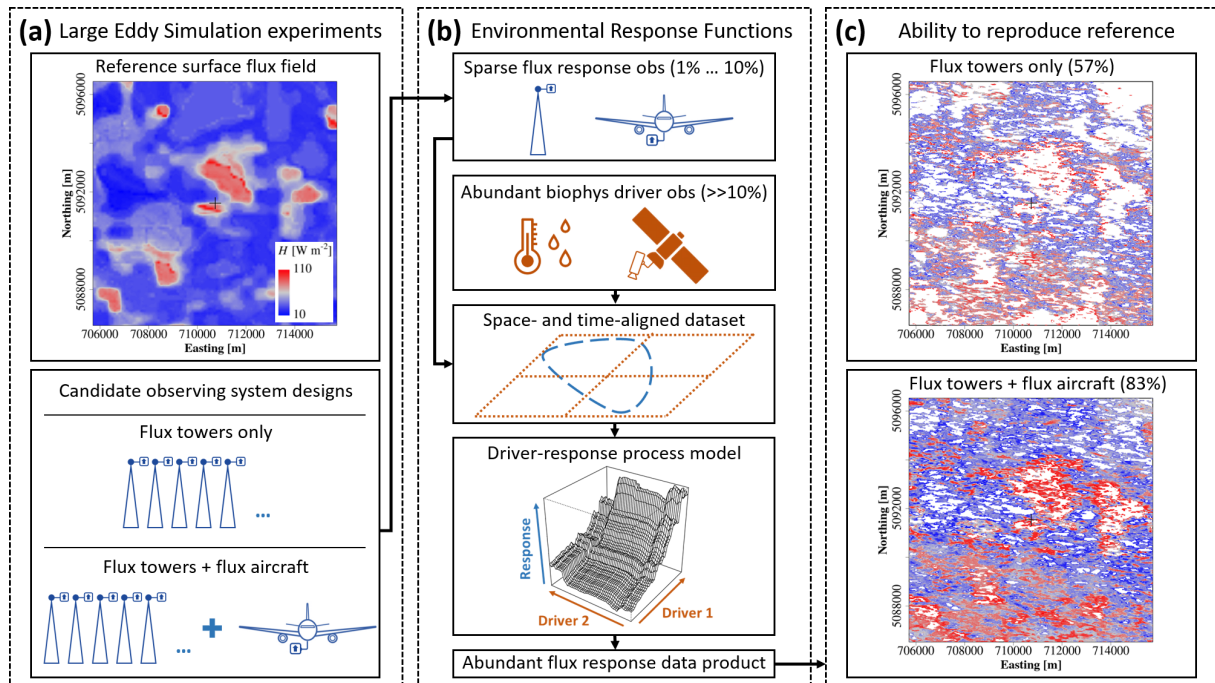 (a) Large Eddy Simulation experiments
Reference surface flux field
5096000
5092000
5088000
Northing [m]
H [W m-2]
110
10
706000 708000 710000 712000 714000
Easting [m]
Candidate observing system designs
Flux towers only
...
Flux towers + flux aircraft
... +
(b) Environmental Response Functions
Sparse flux response obs (1% ... 10%)
Abundant biophys driver obs (>>10%)
Space- and time-aligned dataset
Driver-response process model
Response
Driver 2
Driver 1
Abundant flux response data product
(c) Ability to reproduce reference
Flux towers only (57%)
5096000
5092000
5088000
Northing [m]
706000 708000 710000 712000 714000
Easting [m]
Flux towers + flux aircraft (83%)
5096000
5092000
5088000
Northing [m]
706000 708000 710000 712000 714000
Easting [m]